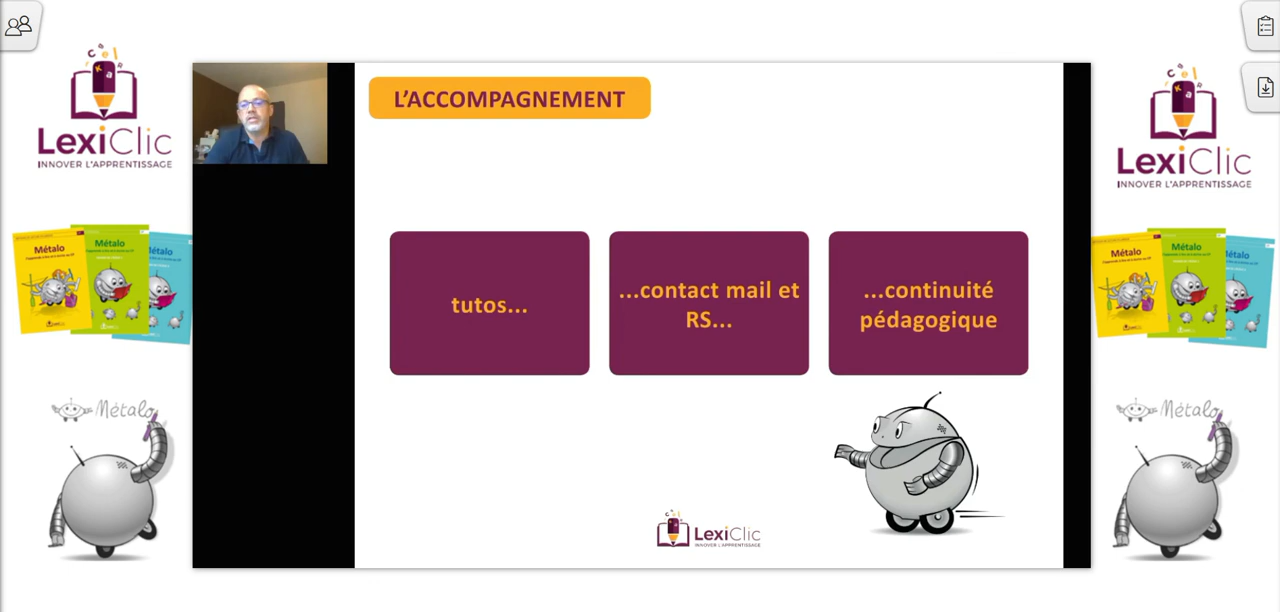 LexiClic
INNOVER L'APPRENTISSAGE
Métalo
Métalo
Métalo
Métalo
L'ACCOMPAGNEMENT
tutos...
...contact mail et
RS...
...continuité
pédagogique
LexiClic
INNOVER L'APPRENTISSAGE
LexiClic
INNOVER L'APPRENTISSAGE
Métalo
Métalo
Métalo
Métalo